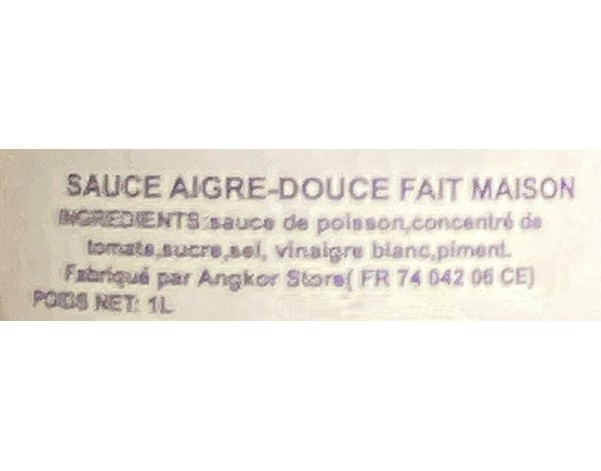 SAUCE AIGRE-DOUCE FAIT MAISON
INGREDIENTS:sauce de poisson,concentré de
tomate,sucre,sel, vinaigre blanc,piment.
Fabriqué par Angkor Store( FR 74 042 06 CE)
POIDS NET: 1L